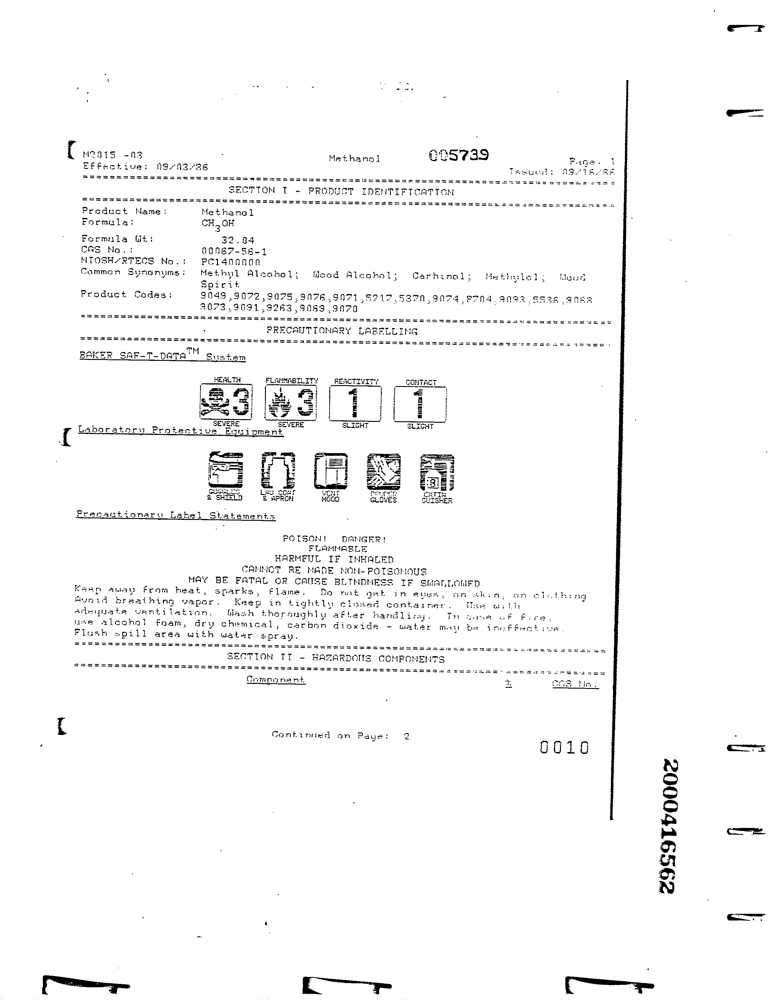 M2015 -03 Methanol 005739 Page: 1
Effective: 09/03/86 Issued: 09/16/86
SECTION I - PRODUCT IDENTIFICATION
Product Name: Methanol
Formula: CH3OH
Formula Wt: 32.04
CAS No.: 00067-56-1
NIOSH/RTECS No.: PC1400000
Common Synonyms: Methyl Alcohol; Wood Alcohol; Carbinol; Methylol; Wood
Spirit
Product Codes: 9049,9072,9075,9076,9071,5217,5370,9074,8704,9093,5536,9068
9073,9091,9263,9069,9070
PRECAUTIONARY LABELLING
BAKER SAF-T-DATA™ System
HEALTH FLAMMABILITY REACTIVITY CONTACT
3 3 1 1
SEVERE SEVERE SLIGHT SLIGHT
Laboratory Protective Equipment
GOGGLES & SHIELD LAB COAT & APRON VENT HOOD PROPER GLOVES EXTINGUISHER
Precautionary Label Statements
POISON! DANGER!
FLAMMABLE
HARMFUL IF INHALED
CANNOT BE MADE NON-POISONOUS
MAY BE FATAL OR CAUSE BLINDNESS IF SWALLOWED
Keep away from heat, sparks, flame. Do not get in eyes, on skin, on clothing
Avoid breathing vapor. Keep in tightly closed container. Use with
adequate ventilation. Wash thoroughly after handling. In case of fire,
use alcohol foam, dry chemical, carbon dioxide - water may be ineffective.
Flush spill area with water spray.
SECTION II - HAZARDOUS COMPONENTS
Component % CAS No.
Continued on Page: 2
0010
2000416562